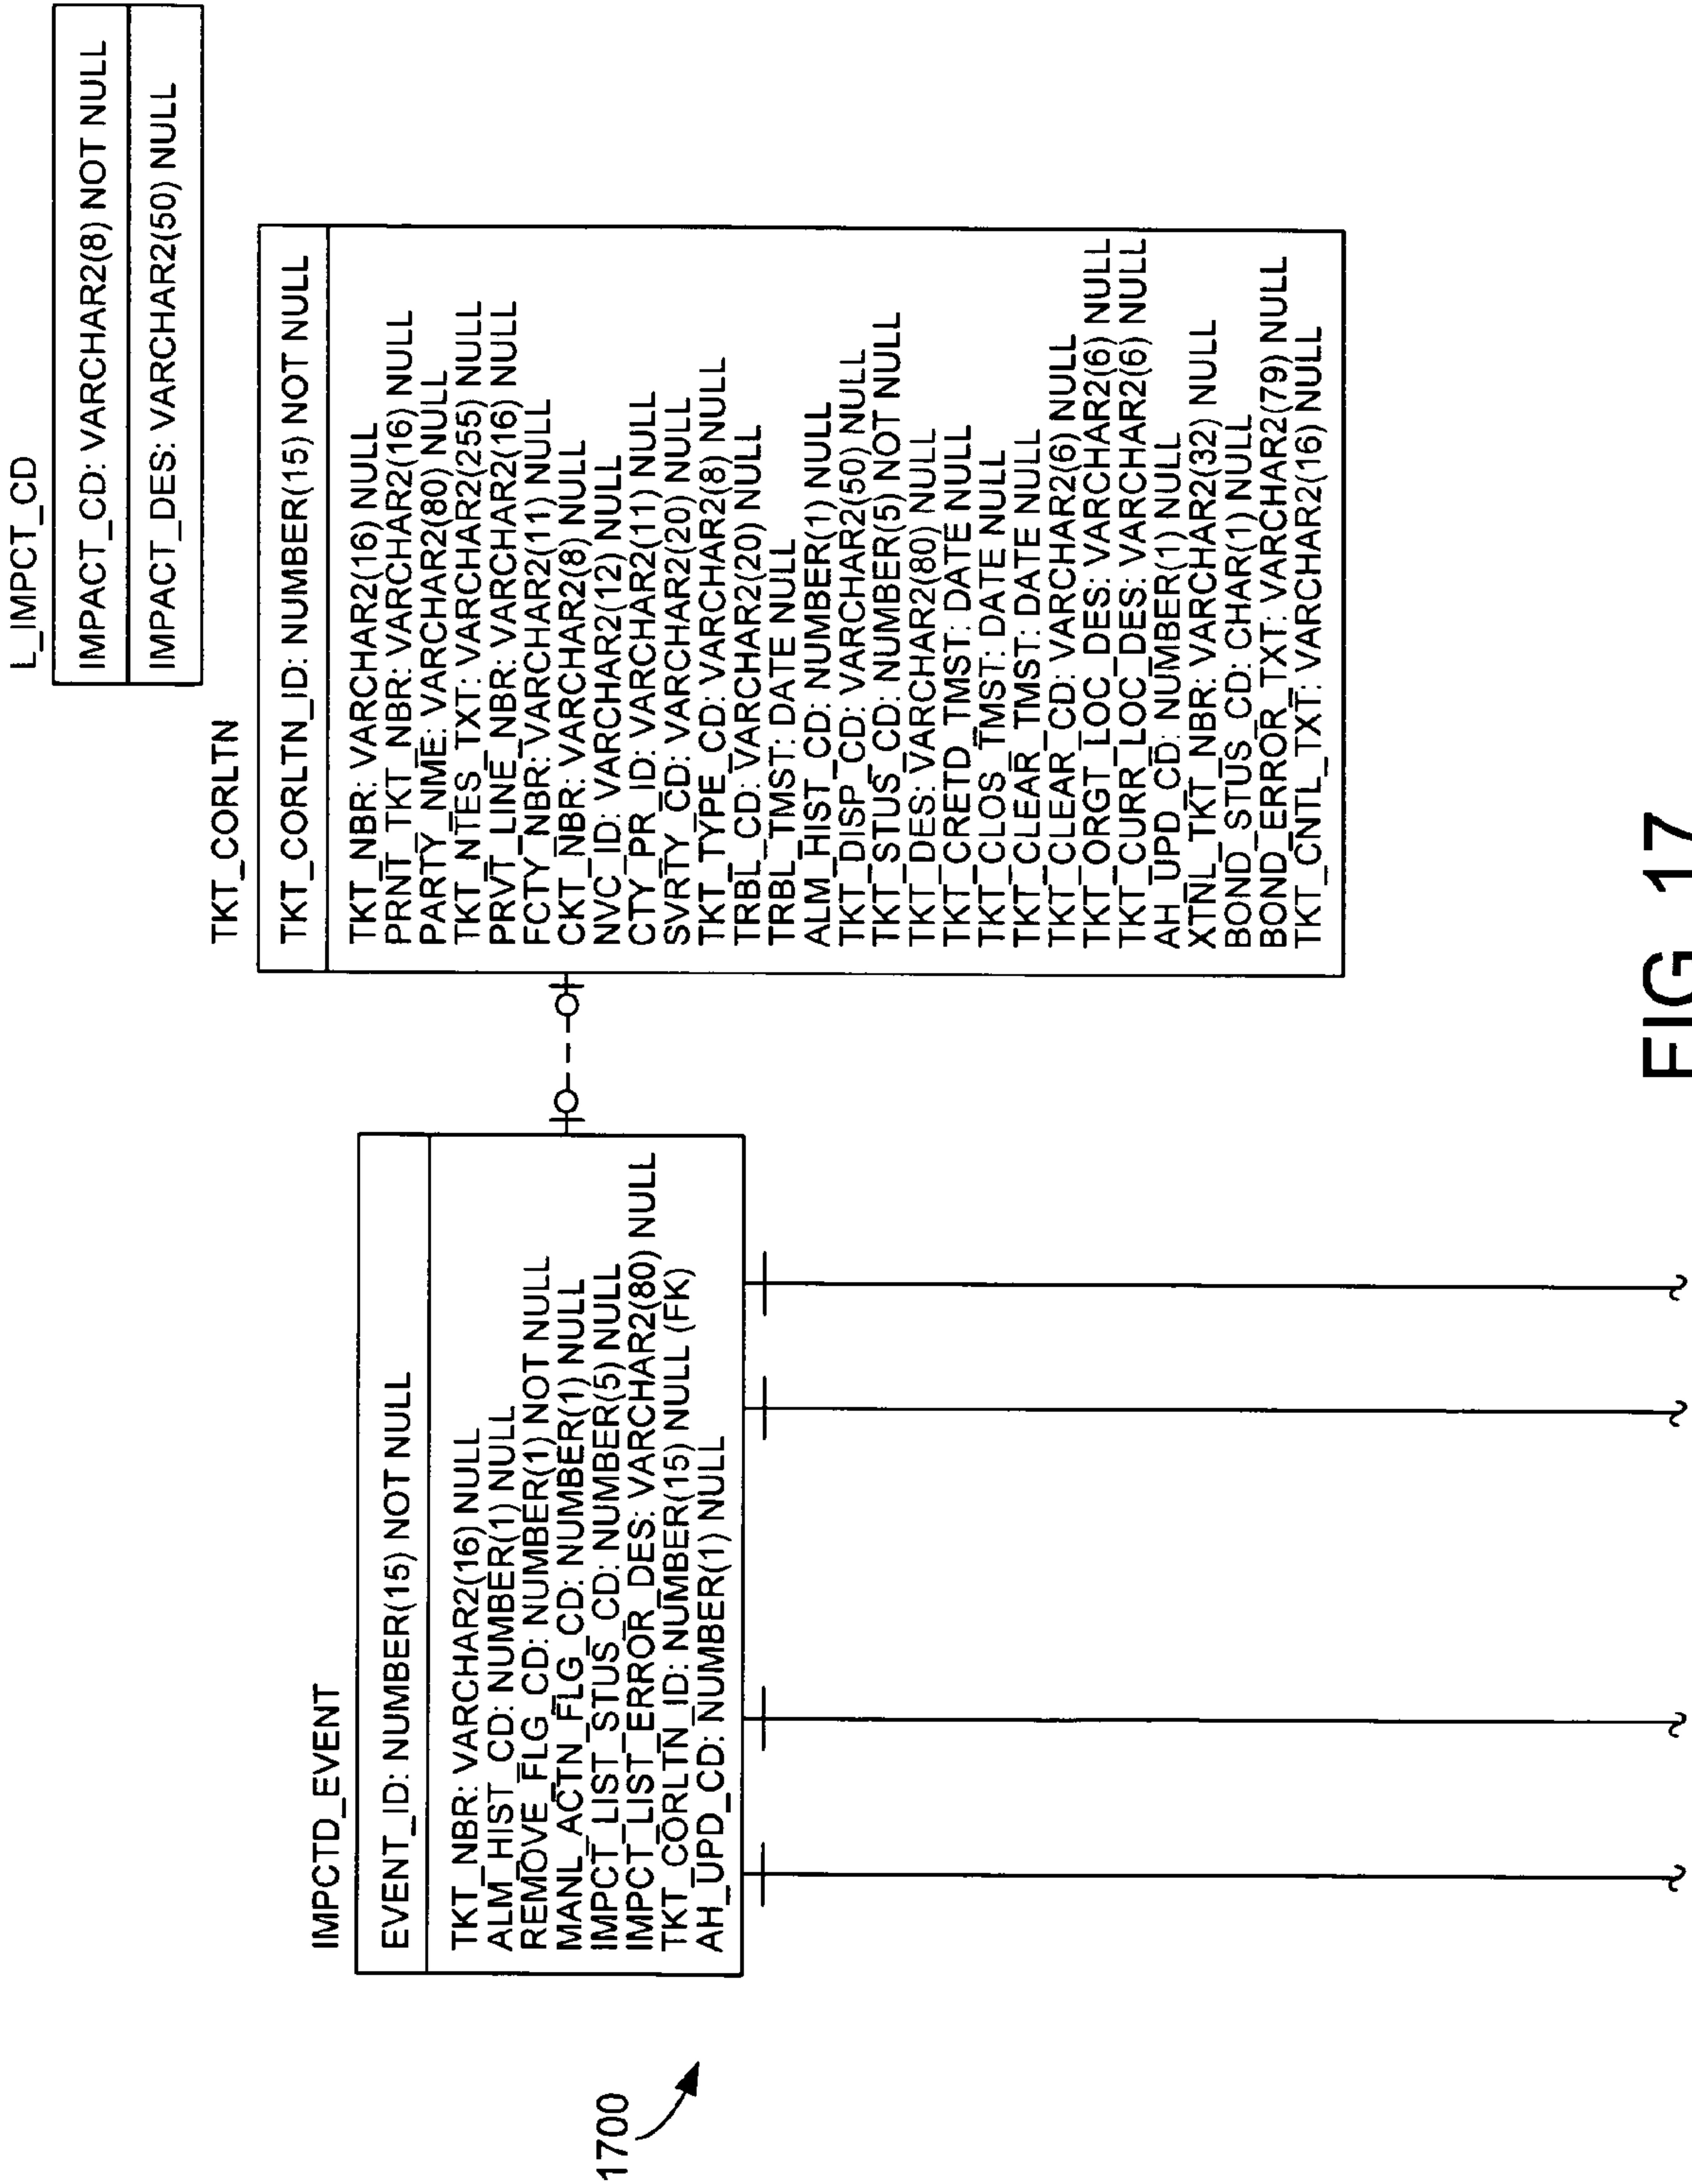 L_IMPCT_CD
IMPACT_CD: VARCHAR2(8) NOT NULL
IMPACT_DES: VARCHAR2(50) NULL
TKT_CORLTN
TKT_CORLTN_ID: NUMBER(15) NOT NULL
TKT_NBR: VARCHAR2(16) NULL
PRNT_TKT_NBR: VARCHAR2(16) NULL
PARTY_NME: VARCHAR2(80) NULL
TKT_NTES_TXT: VARCHAR2(255) NULL
PRVT_LINE_NBR: VARCHAR2(16) NULL
FCTY_NBR: VARCHAR2(11) NULL
CKT_NBR: VARCHAR2(8) NULL
NVC_ID: VARCHAR2(12) NULL
CTY_PR_ID: VARCHAR2(11) NULL
SVRTY_CD: VARCHAR2(20) NULL
TKT_TYPE_CD: VARCHAR2(8) NULL
TRBL_CD: VARCHAR2(20) NULL
TRBL_TMST: DATE NULL
ALM_HIST_CD: NUMBER(1) NULL
TKT_DISP_CD: VARCHAR2(50) NULL
TKT_STUS_CD: NUMBER(5) NOT NULL
TKT_DES: VARCHAR2(80) NULL
TKT_CRETD_TMST: DATE NULL
TKT_CLOS_TMST: DATE NULL
TKT_CLEAR_TMST: DATE NULL
TKT_CLEAR_CD: VARCHAR2(6) NULL
TKT_ORGT_LOC_DES: VARCHAR2(6) NULL
TKT_CURR_LOC_DES: VARCHAR2(6) NULL
AH_UPD_CD: NUMBER(1) NULL
XTNL_TKT_NBR: VARCHAR2(32) NULL
BOND_STUS_CD: CHAR(1) NULL
BOND_ERROR_TXT: VARCHAR2(79) NULL
TKT_CNTL_TXT: VARCHAR2(16) NULL
IMPCTD_EVENT
EVENT_ID: NUMBER(15) NOT NULL
TKT_NBR: VARCHAR2(16) NULL
ALM_HIST_CD: NUMBER(1) NULL
REMOVE_FLG_CD: NUMBER(1) NOT NULL
MANL_ACTN_FLG_CD: NUMBER(1) NULL
IMPCT_LIST_STUS_CD: NUMBER(5) NULL
IMPCT_LIST_ERROR_DES: VARCHAR2(80) NULL
TKT_CORLTN_ID: NUMBER(15) NULL (FK)
AH_UPD_CD: NUMBER(1) NULL
1700
FIG 17